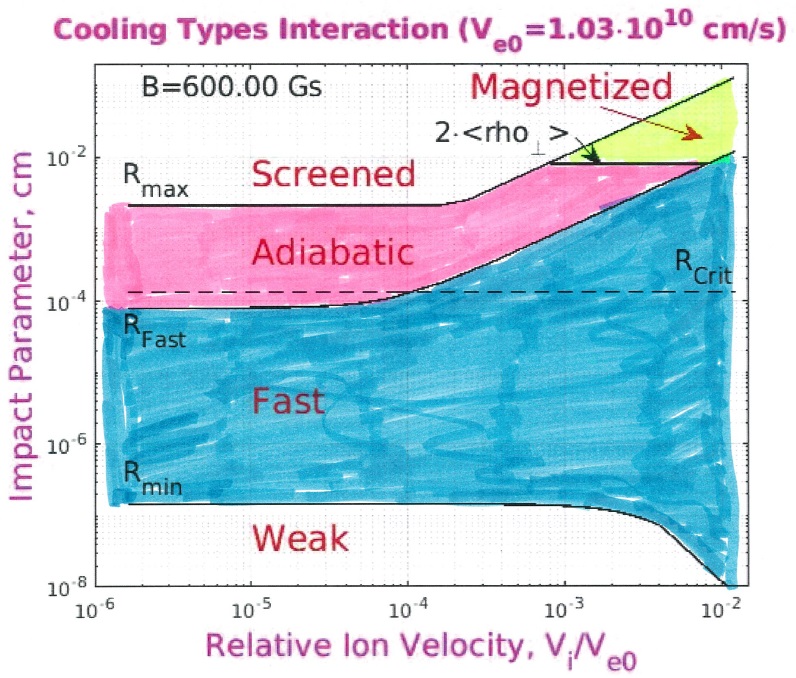 Cooling Types Interaction (V_e0=1.03·10^10 cm/s)
B=600.00 Gs
Magnetized
2·<rho_⊥>
R_max
Screened
Adiabatic
R_Crit
R_Fast
Fast
R_min
Weak
Impact Parameter, cm
10^-2
10^-4
10^-6
10^-8
10^-6
10^-5
10^-4
10^-3
10^-2
Relative Ion Velocity, V_i/V_e0